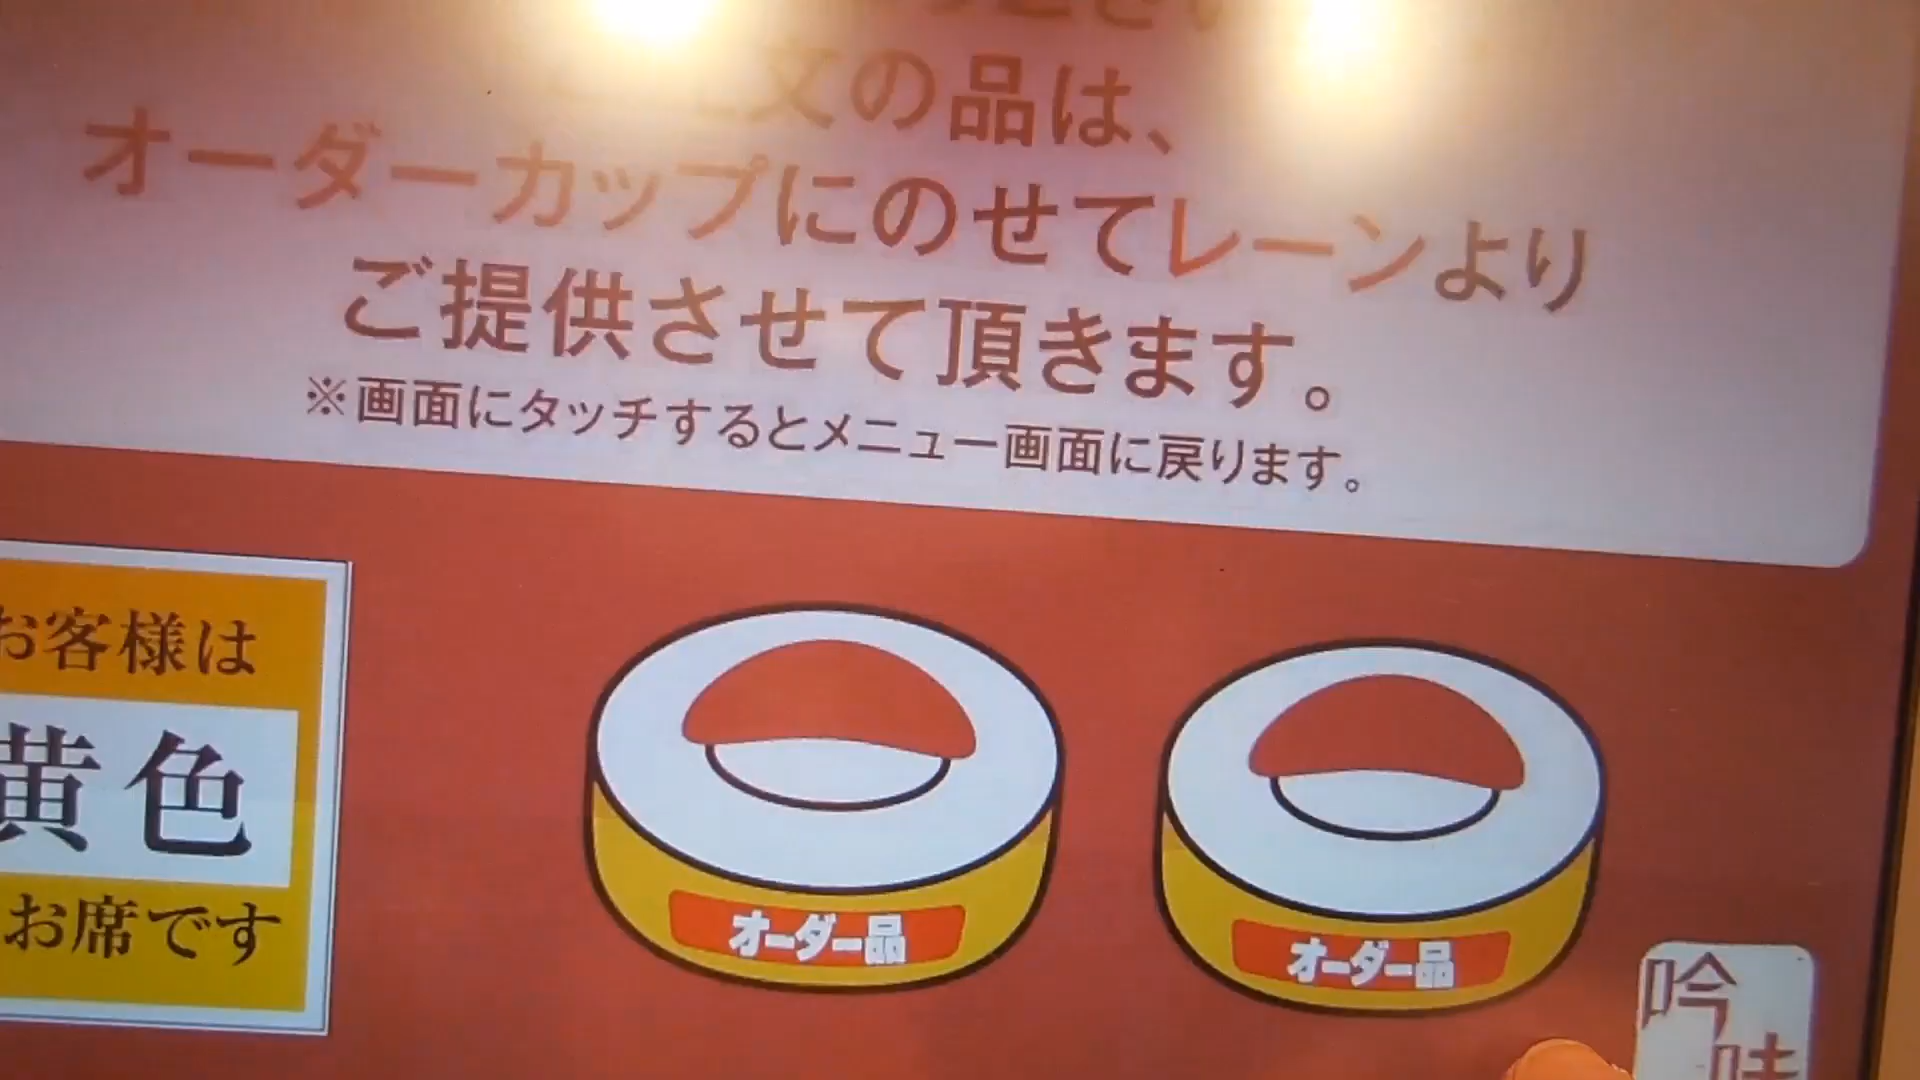 文の品は、
オーダーカップにのせてレーンより
ご提供させて頂きます。
※画面にタッチするとメニュー画面に戻ります。
お客様は
黄色
お席です
オーダー品
オーダー品
吟味